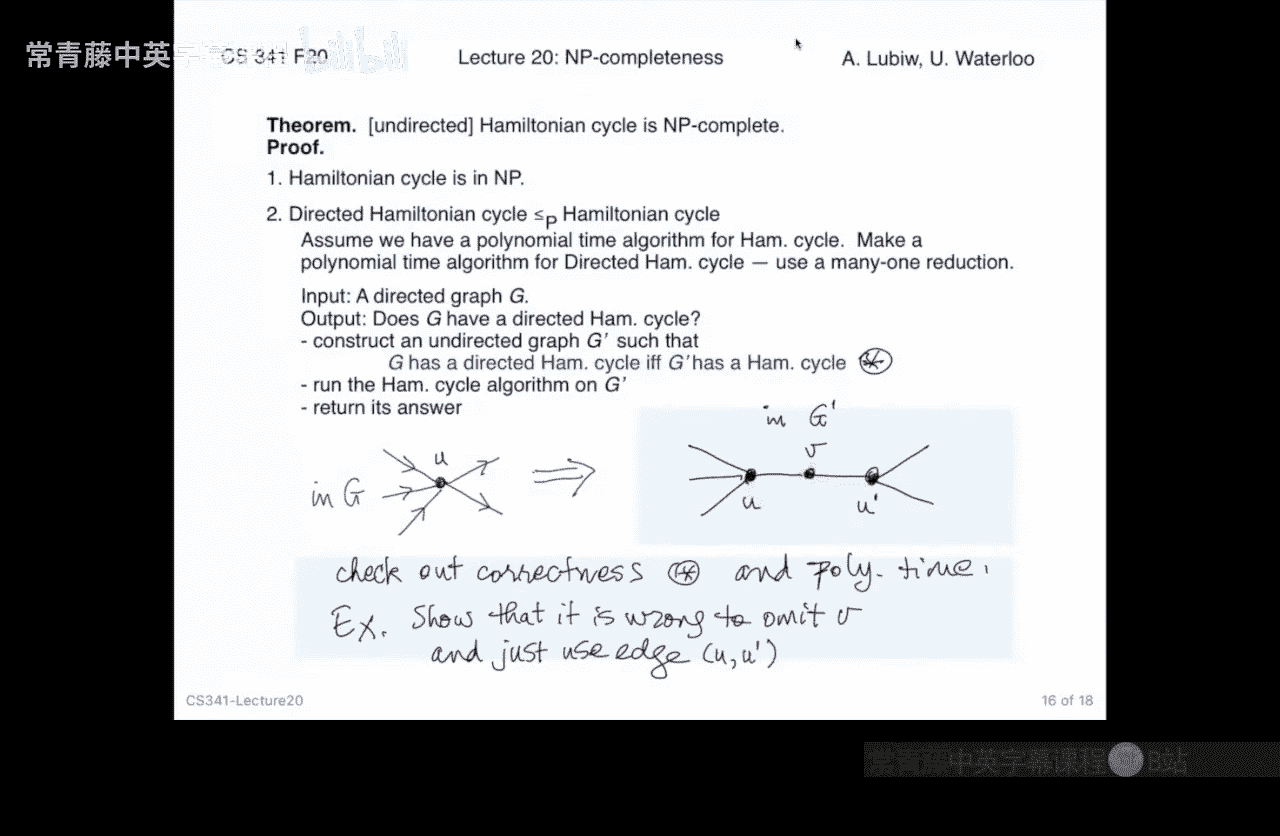 常青藤中英字
CS 341 F20
Lecture 20: NP-completeness
A. Lubiw, U. Waterloo
Theorem. [undirected] Hamiltonian cycle is NP-complete.
Proof.
1. Hamiltonian cycle is in NP.
2. Directed Hamiltonian cycle ≤p Hamiltonian cycle
Assume we have a polynomial time algorithm for Ham. cycle. Make a
polynomial time algorithm for Directed Ham. cycle — use a many-one reduction.
Input: A directed graph G.
Output: Does G have a directed Ham. cycle?
- construct an undirected graph G' such that
G has a directed Ham. cycle iff G' has a Ham. cycle ⊛
- run the Ham. cycle algorithm on G'
- return its answer
in G'
in G
u
⇒
v
u
u'
check out correctness ⊛ and poly. time.
Ex. Show that it is wrong to omit v
and just use edge (u,u')
CS341-Lecture20
16 of 18
中英字幕课程
B站